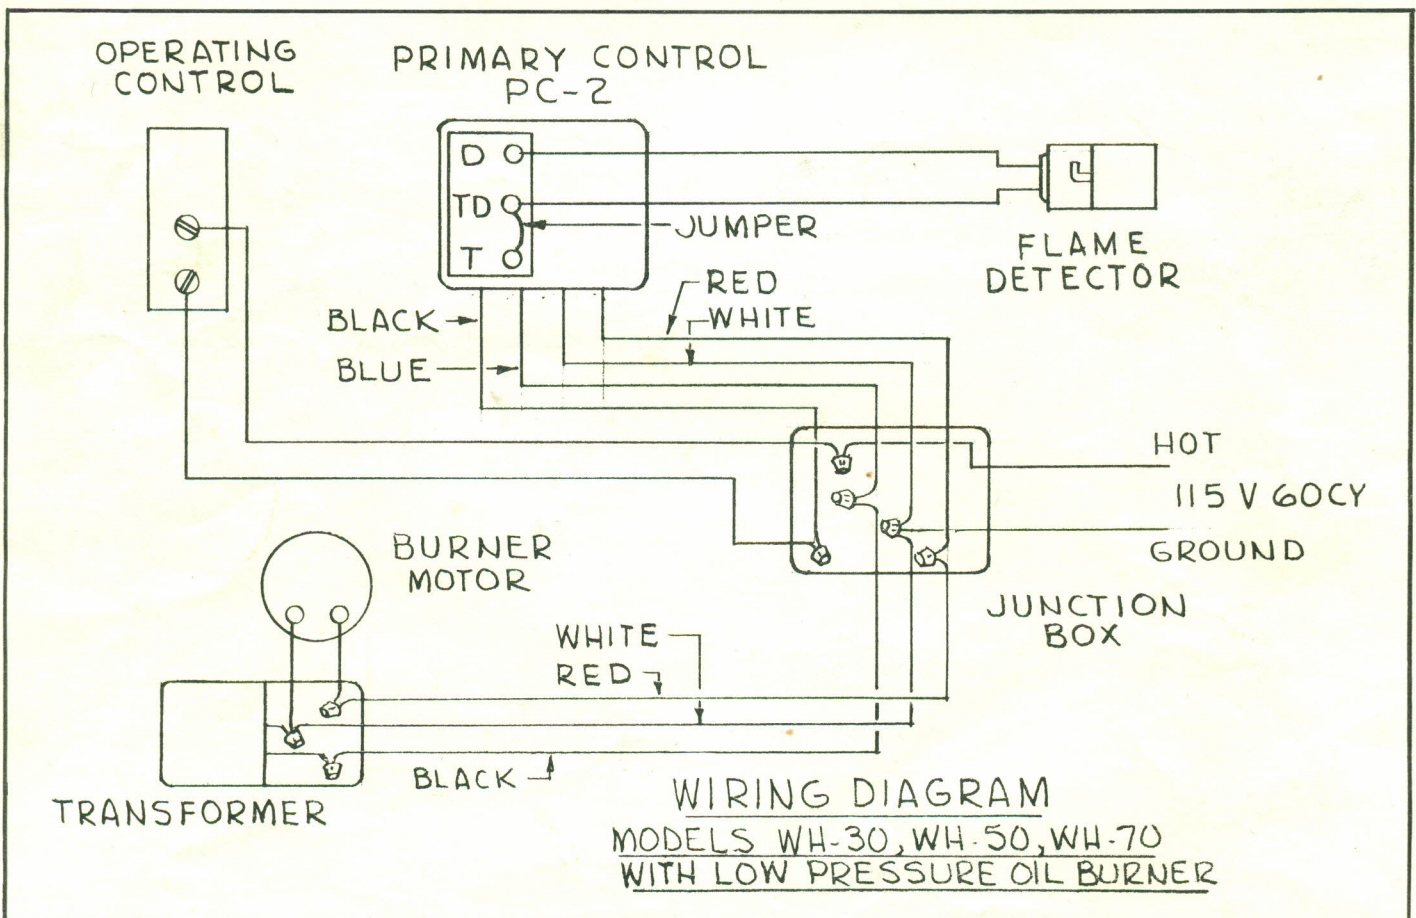 OPERATING
CONTROL
PRIMARY CONTROL
PC-2
D
TD
T
JUMPER
FLAME
DETECTOR
RED
WHITE
BLACK
BLUE
HOT
115 V 60CY
GROUND
JUNCTION
BOX
BURNER
MOTOR
WHITE
RED
BLACK
TRANSFORMER
WIRING DIAGRAM
MODELS WH-30, WH-50, WH-70
WITH LOW PRESSURE OIL BURNER